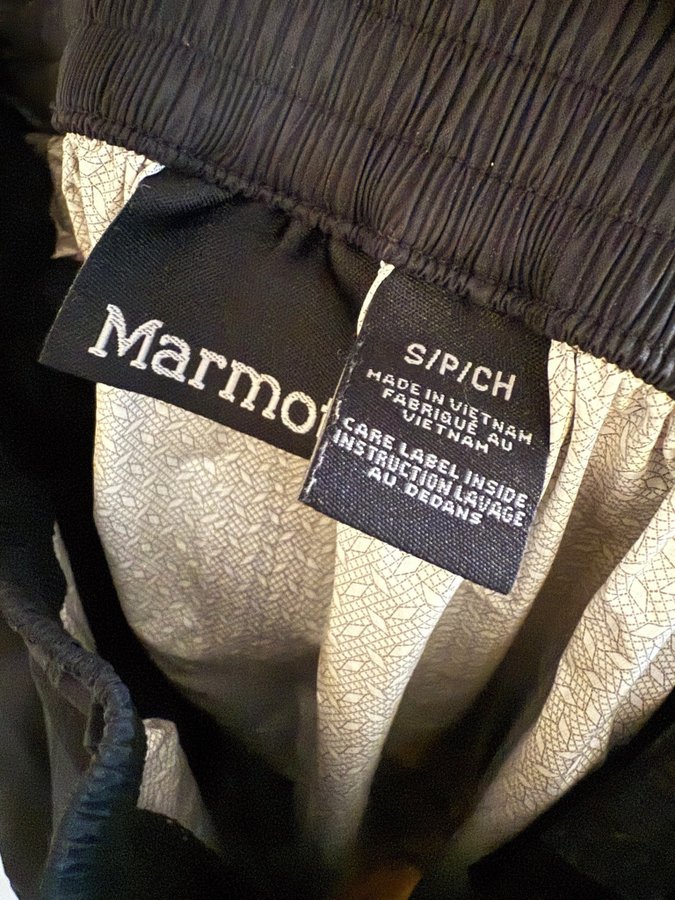 Marmot
S/P/CH
MADE IN VIETNAM
FABRIQUÉ AU
VIETNAM
CARE LABEL INSIDE
INSTRUCTION LAVAGE
AU DEDANS